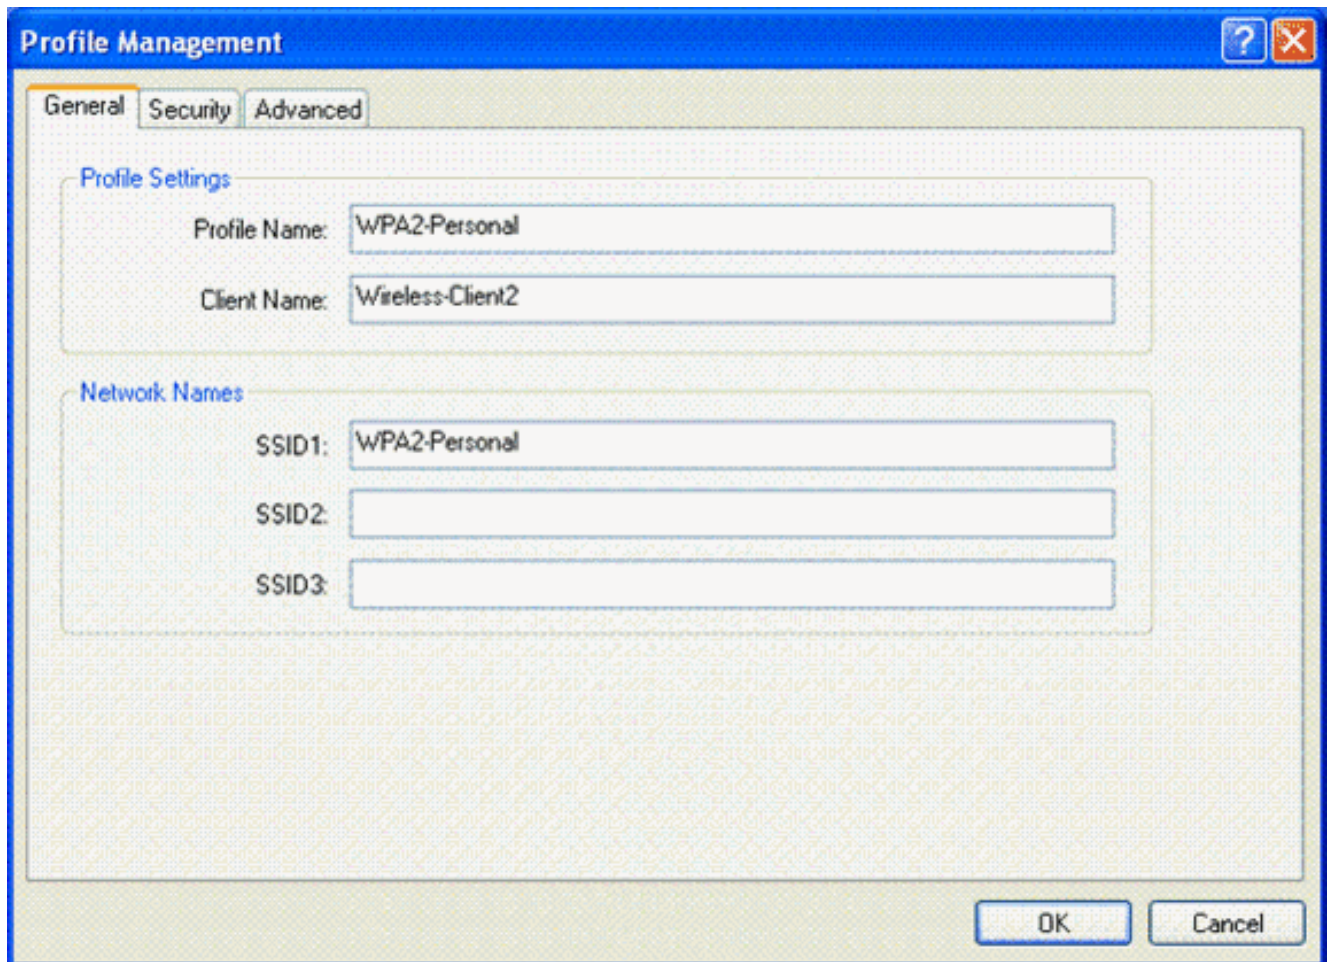 Profile Management
General Security Advanced
Profile Settings
Profile Name: WPA2-Personal
Client Name: Wireless-Client2
Network Names
SSID1: WPA2-Personal
SSID2:
SSID3:
OK Cancel